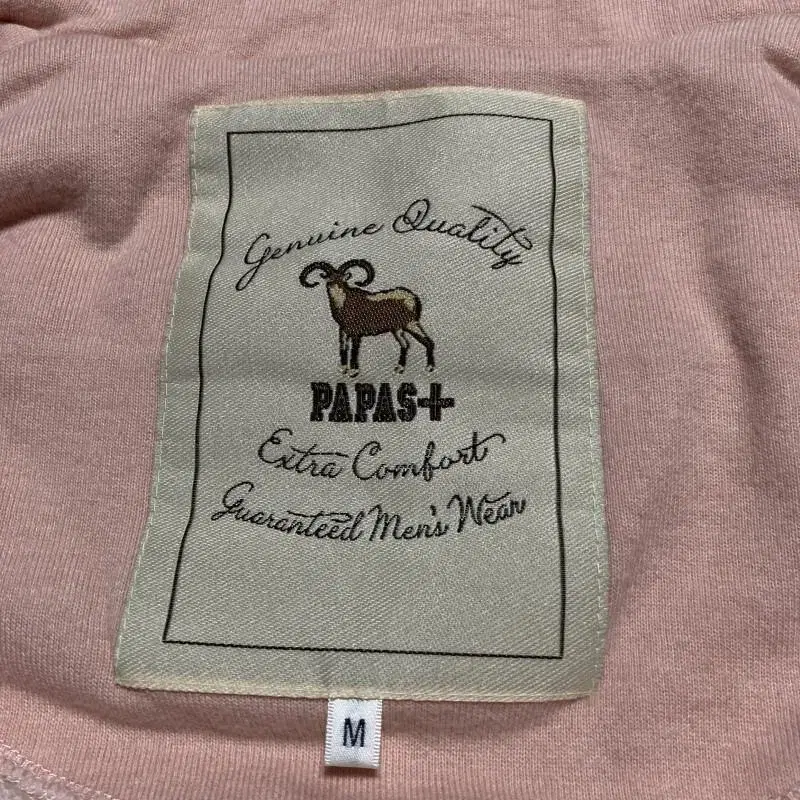 Genuine Quality
PAPAS+
Extra Comfort
Guaranteed Men's Wear
M